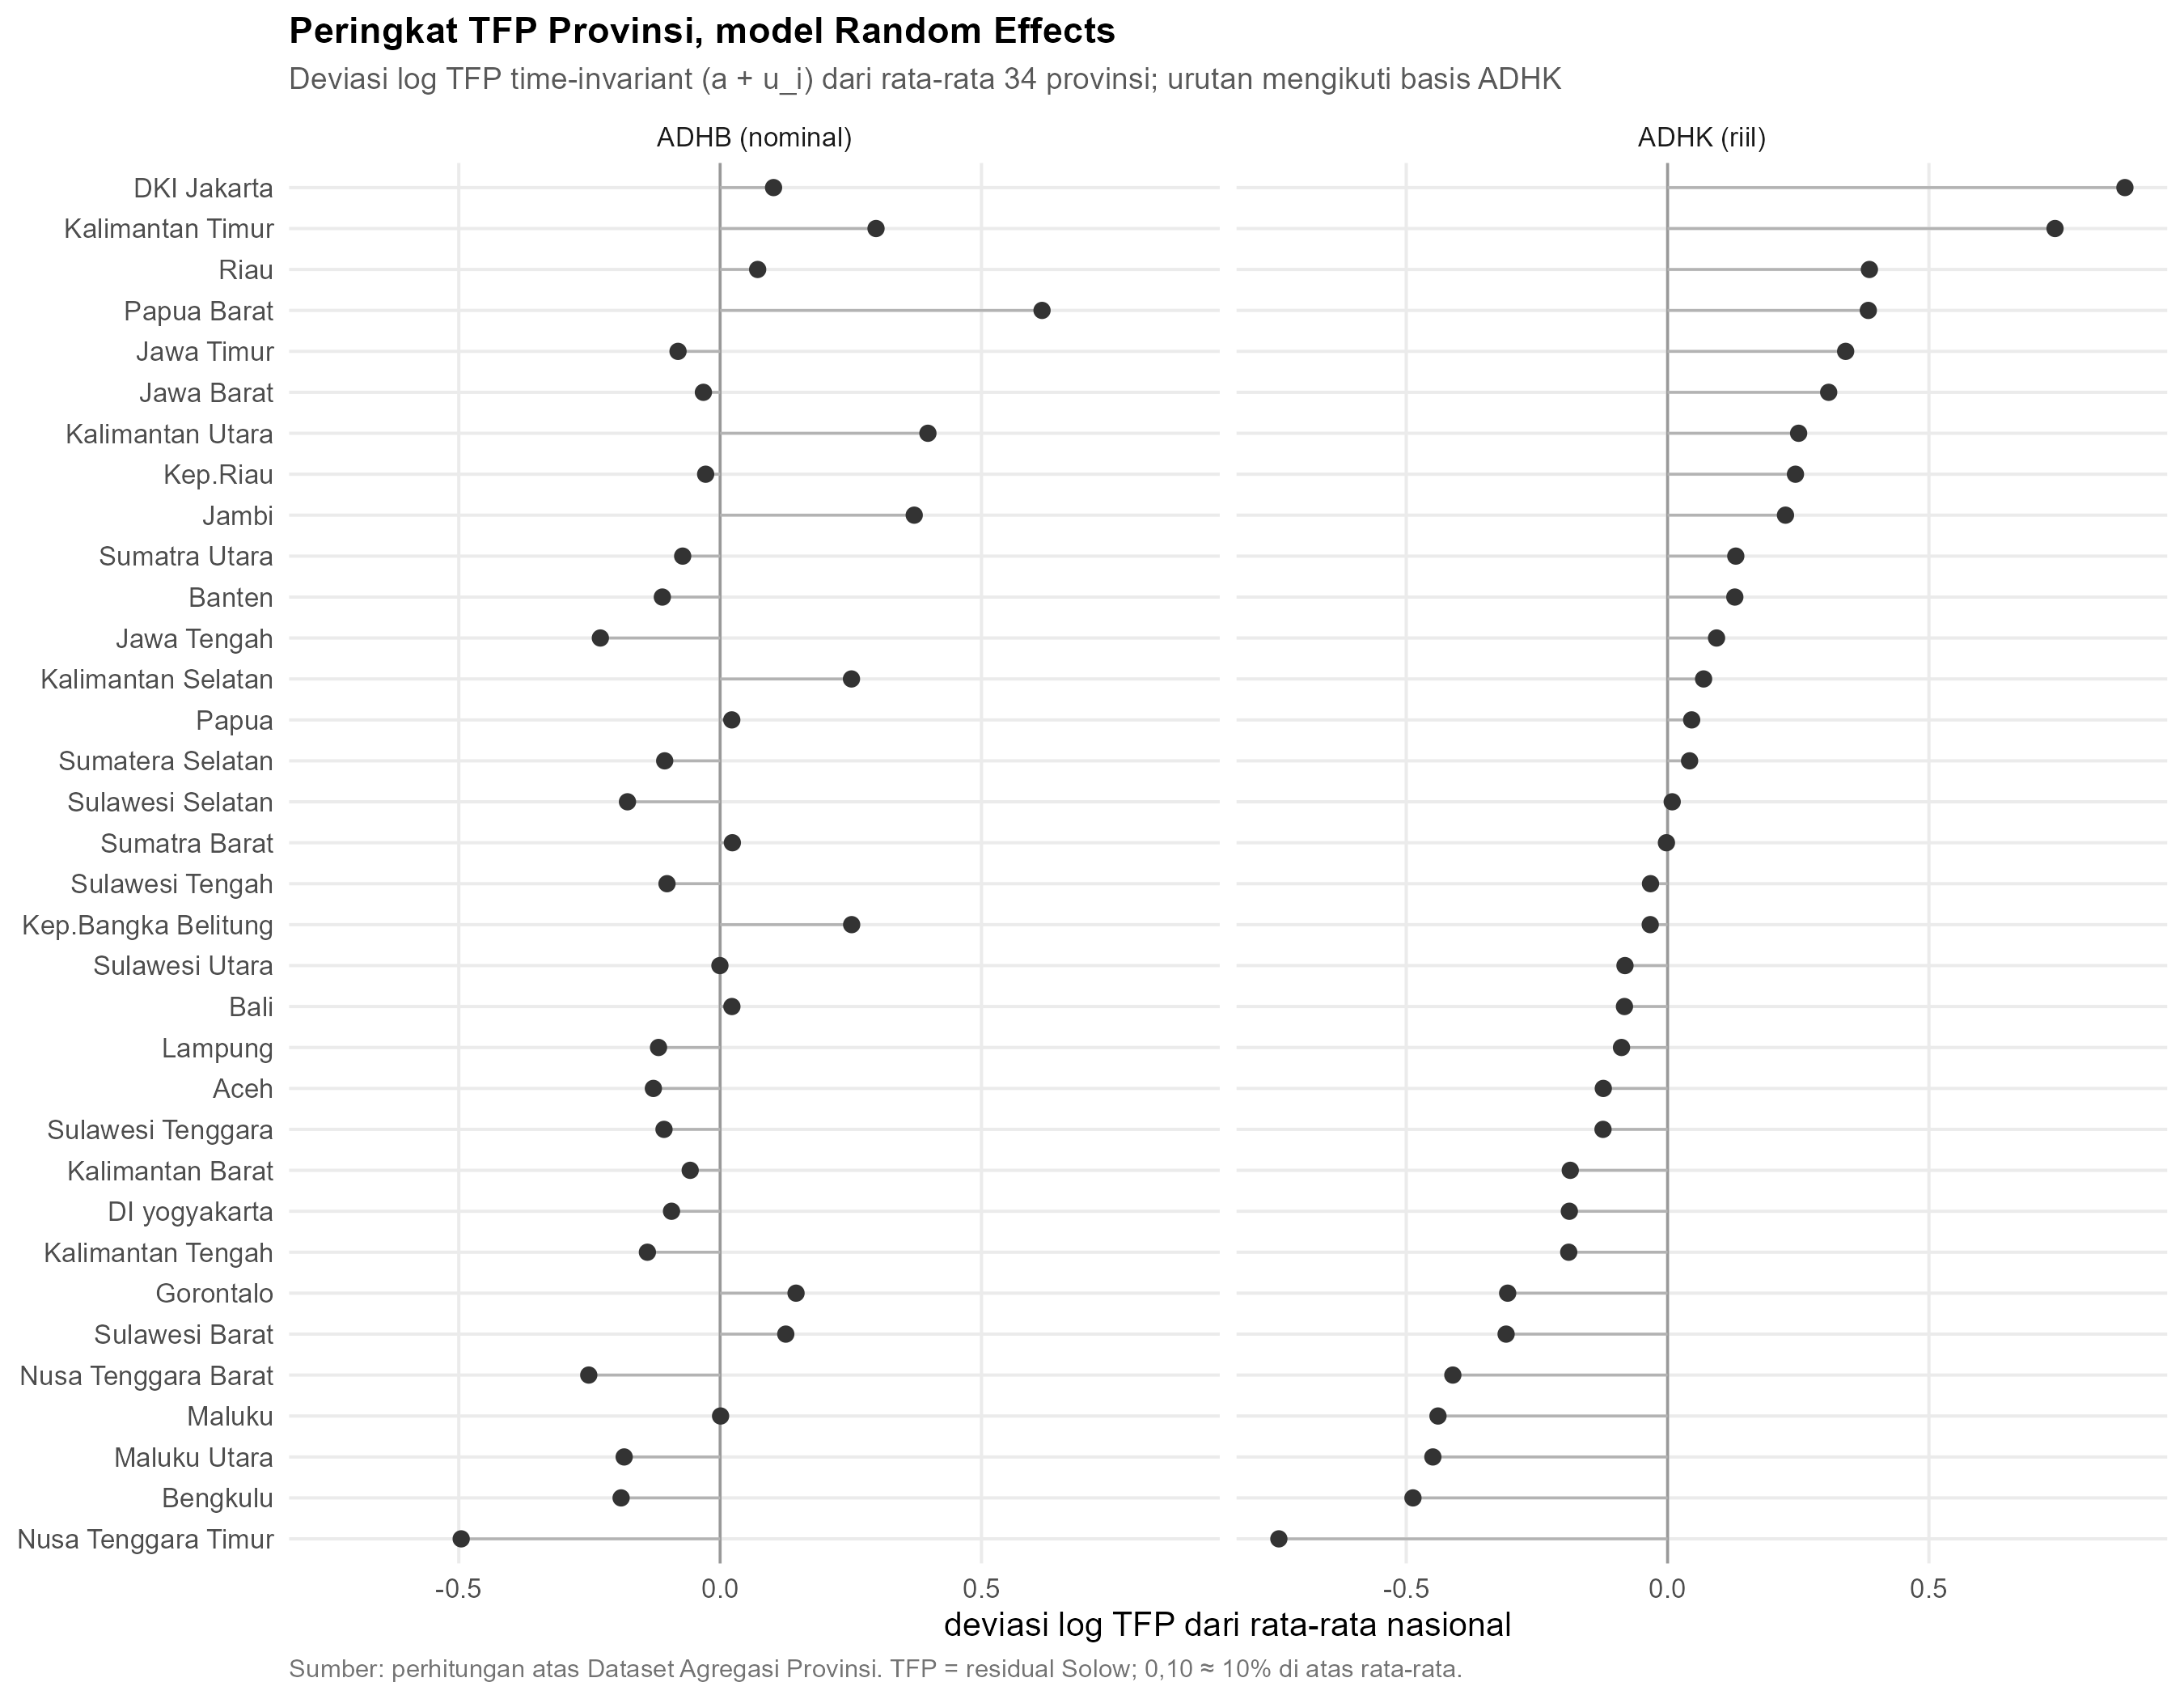 Peringkat TFP Provinsi, model Random Effects
Deviasi log TFP time-invariant (a + u_i) dari rata-rata 34 provinsi; urutan mengikuti basis ADHK
ADHB (nominal)
ADHK (riil)
DKI Jakarta
Kalimantan Timur
Riau
Papua Barat
Jawa Timur
Jawa Barat
Kalimantan Utara
Kep.Riau
Jambi
Sumatra Utara
Banten
Jawa Tengah
Kalimantan Selatan
Papua
Sumatera Selatan
Sulawesi Selatan
Sumatra Barat
Sulawesi Tengah
Kep.Bangka Belitung
Sulawesi Utara
Bali
Lampung
Aceh
Sulawesi Tenggara
Kalimantan Barat
DI yogyakarta
Kalimantan Tengah
Gorontalo
Sulawesi Barat
Nusa Tenggara Barat
Maluku
Maluku Utara
Bengkulu
Nusa Tenggara Timur
-0.5 0.0 0.5 -0.5 0.0 0.5
deviasi log TFP dari rata-rata nasional
Sumber: perhitungan atas Dataset Agregasi Provinsi. TFP = residual Solow; 0,10 ≈ 10% di atas rata-rata.